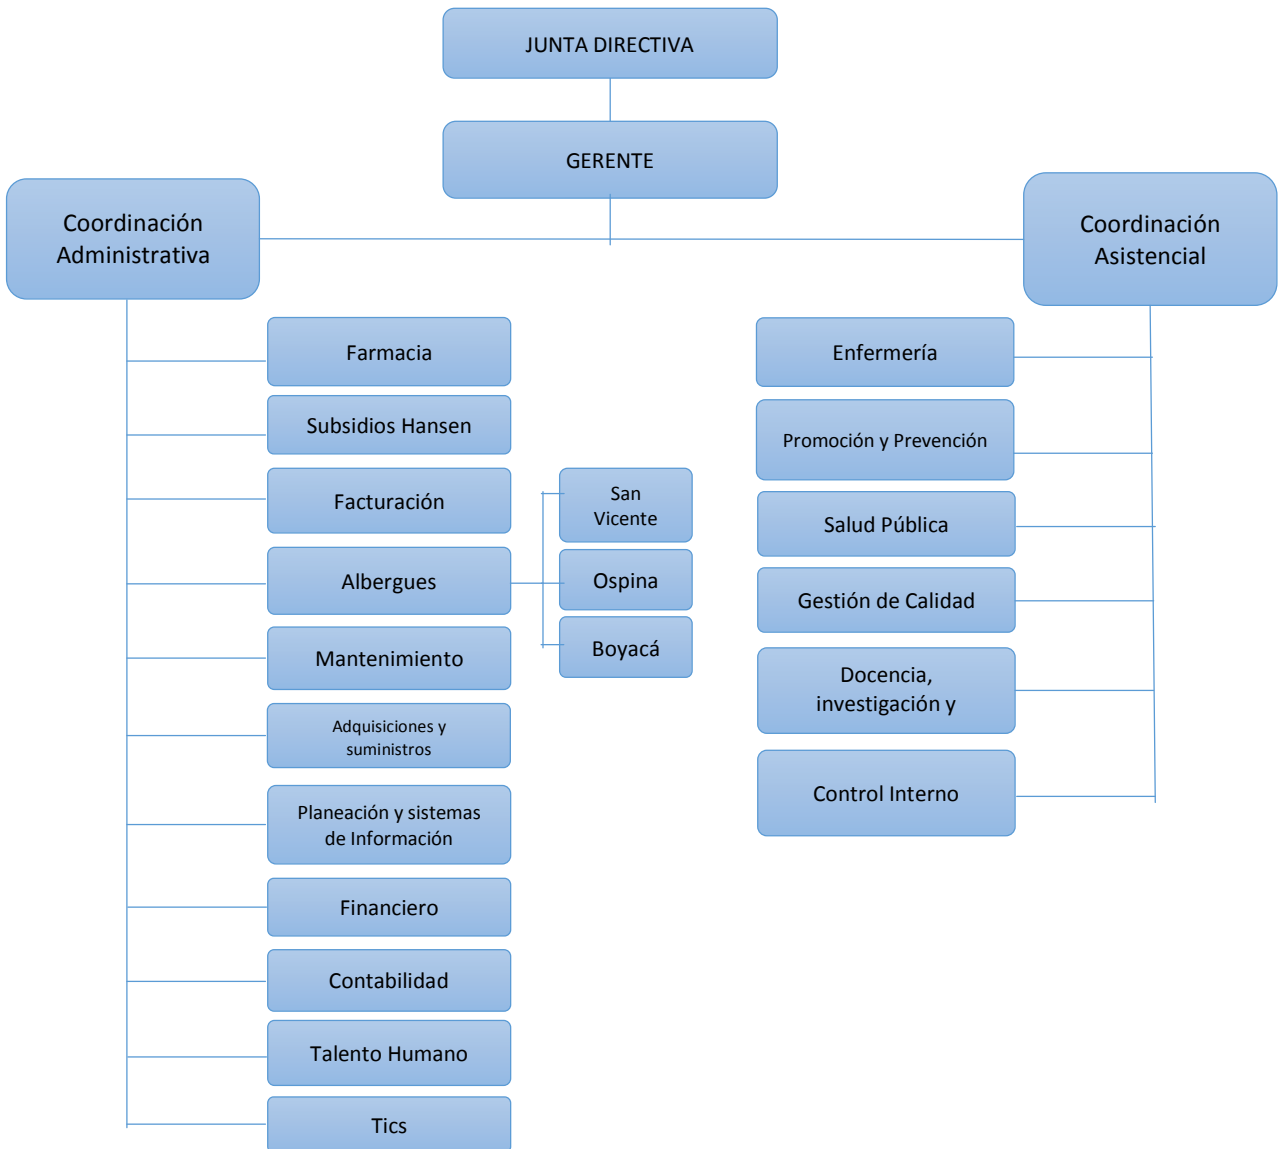 JUNTA DIRECTIVA
GERENTE
Coordinación
Administrativa
Coordinación
Asistencial
Farmacia
Subsidios Hansen
Facturación
Albergues
San
Vicente
Ospina
Boyacá
Mantenimiento
Adquisiciones y
suministros
Planeación y sistemas
de Información
Financiero
Contabilidad
Talento Humano
Tics
Enfermería
Promoción y Prevención
Salud Pública
Gestión de Calidad
Docencia,
investigación y
Control Interno